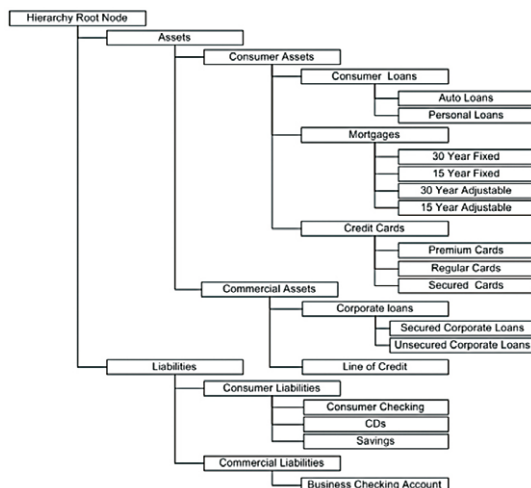 Hierarchy Root Node
Assets
Consumer Assets
Consumer Loans
Auto Loans
Personal Loans
Mortgages
30 Year Fixed
15 Year Fixed
30 Year Adjustable
15 Year Adjustable
Credit Cards
Premium Cards
Regular Cards
Secured Cards
Commercial Assets
Corporate loans
Secured Corporate Loans
Unsecured Corporate Loans
Line of Credit
Liabilities
Consumer Liabilities
Consumer Checking
CDs
Savings
Commercial Liabilities
Business Checking Account